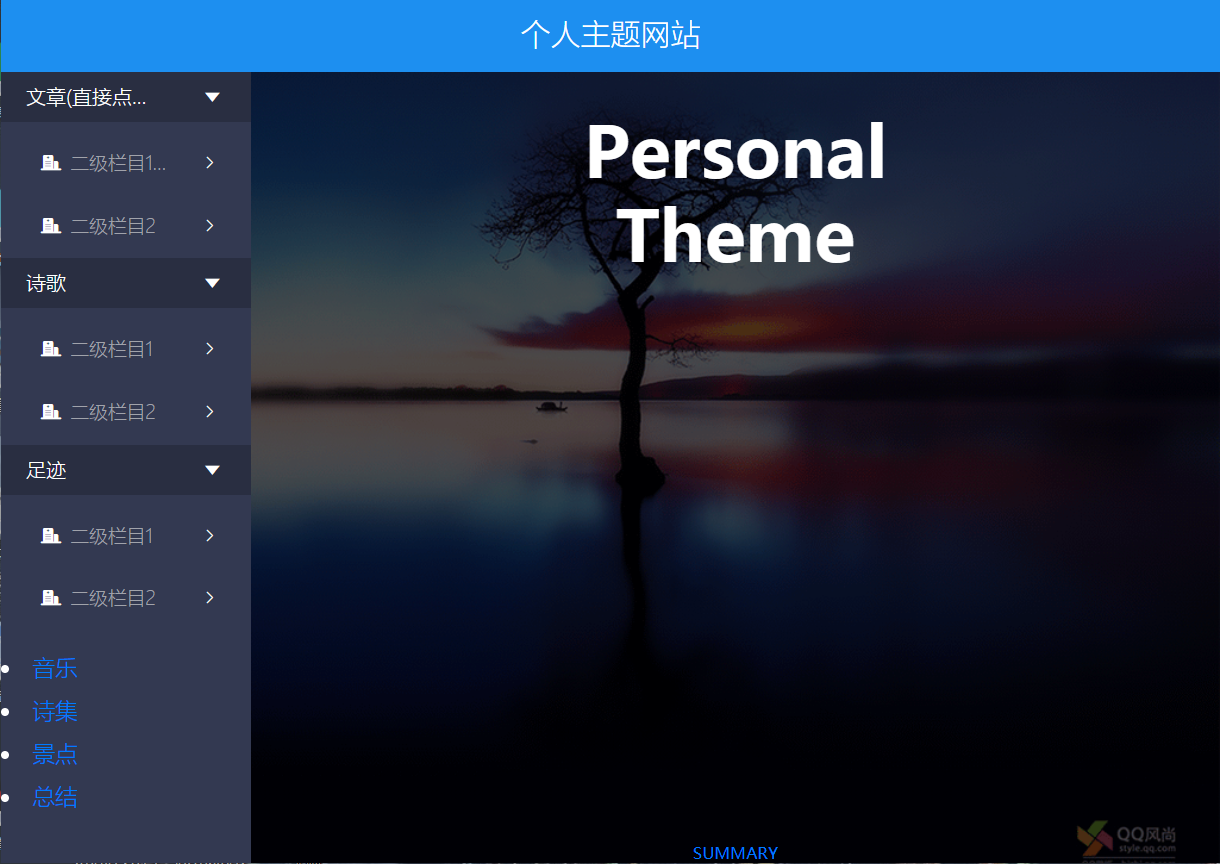 个人主题网站
文章(直接点...
二级栏目1...
二级栏目2
诗歌
二级栏目1
二级栏目2
足迹
二级栏目1
二级栏目2
音乐
诗集
景点
总结
Personal
Theme
SUMMARY
QQ风尚
style.qq.com